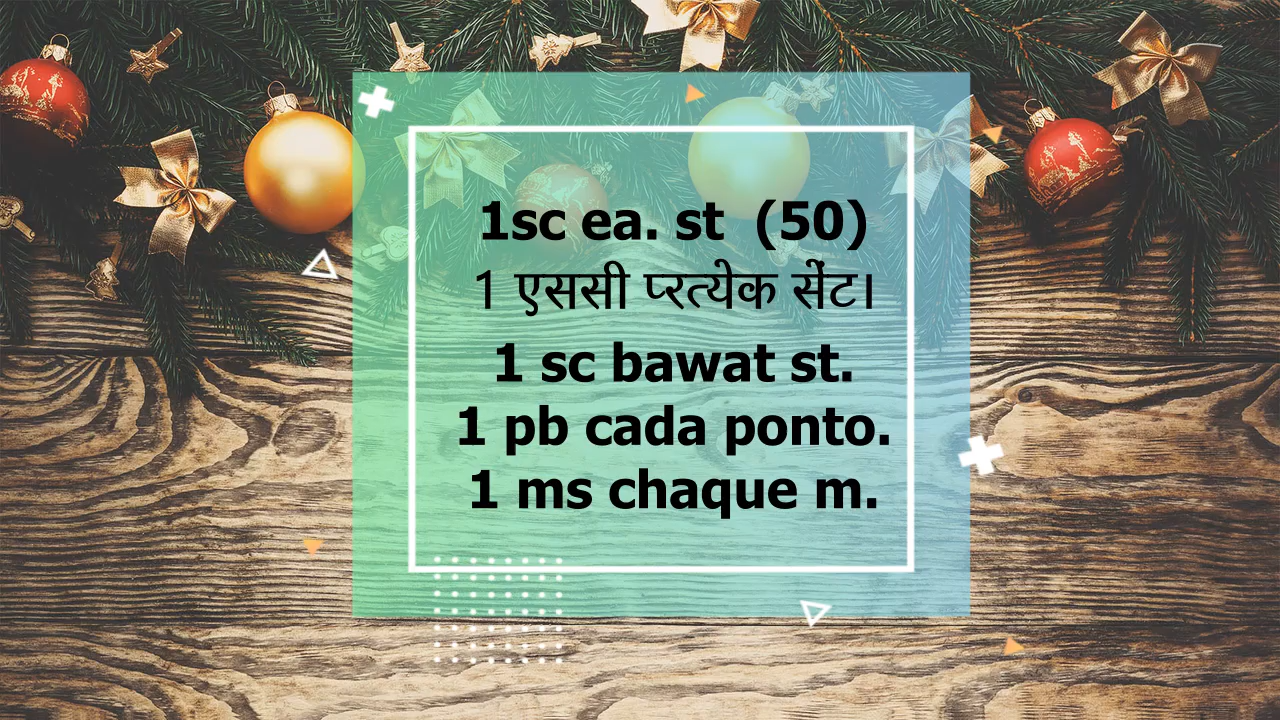 1sc ea. st  (50)
1 एससी प्रत्येक सेंट।
1 sc bawat st.
1 pb cada ponto.
1 ms chaque m.